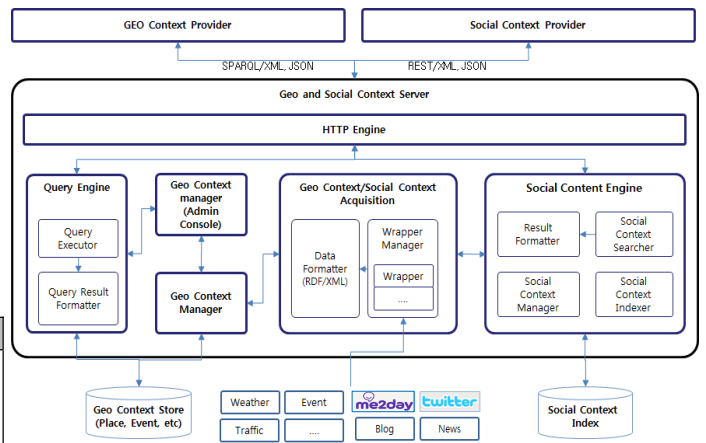 GEO Context Provider
Social Context Provider
SPARQL/XML, JSON
REST/XML, JSON
Geo and Social Context Server
HTTP Engine
Query Engine
Query
Executor
Query Result
Formatter
Geo Context
manager
(Admin
Console)
Geo Context
Manager
Geo Context/Social Context
Acquisition
Data
Formatter
(RDF/XML)
Wrapper
Manager
Wrapper
....
Social Content Engine
Result
Formatter
Social
Context
Searcher
Social
Context
Manager
Social
Context
Indexer
Geo Context Store
(Place, Event, etc)
Weather
Event
me2day
twitter
Traffic
....
Blog
News
Social Context
Index